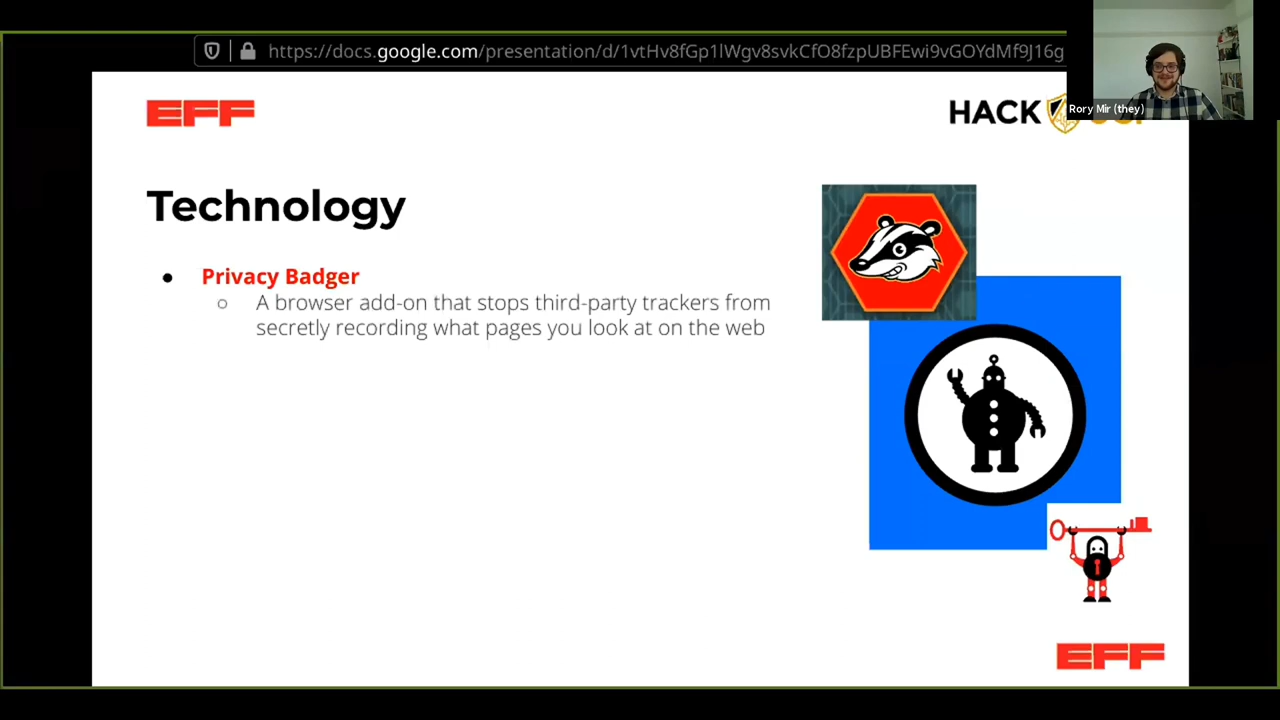 https://docs.google.com/presentation/d/1vtHv8fGp1lWgv8svkCfO8fzpUBFEwi9vGOYdMf9J16g
Rory Mir (they)
EFF
HACK
Technology
● Privacy Badger
○ A browser add-on that stops third-party trackers from
secretly recording what pages you look at on the web
EFF